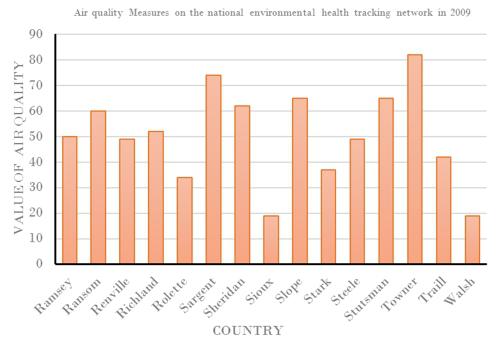 Air quality Measures on the national environmental health tracking network in 2009
VALUE OF AIR QUALITY
90
80
70
60
50
40
30
20
10
0
Ramsey
Ransom
Renville
Richland
Rolette
Sargent
Sheridan
Sioux
Slope
Stark
Steele
Stutsman
Towner
Traill
Walsh
COUNTRY